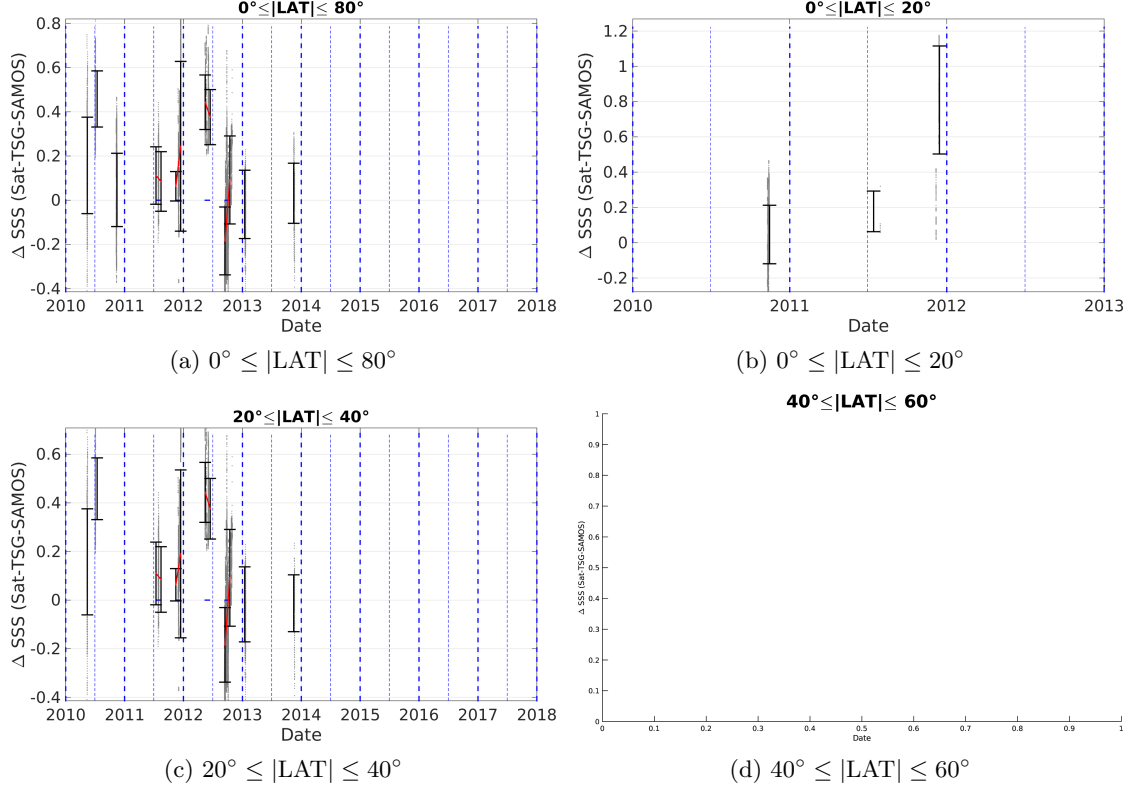 0°≤|LAT|≤ 80°
Δ SSS (Sat-TSG-SAMOS)
0.8
0.6
0.4
0.2
0
-0.2
-0.4
2010 2011 2012 2013 2014 2015 2016 2017 2018
Date
(a) 0° ≤ |LAT| ≤ 80°
0°≤|LAT|≤ 20°
Δ SSS (Sat-TSG-SAMOS)
1.2
1
0.8
0.6
0.4
0.2
0
-0.2
2010 2011 2012 2013
Date
(b) 0° ≤ |LAT| ≤ 20°
20°≤|LAT|≤ 40°
Δ SSS (Sat-TSG-SAMOS)
0.6
0.4
0.2
0
-0.2
-0.4
2010 2011 2012 2013 2014 2015 2016 2017 2018
Date
(c) 20° ≤ |LAT| ≤ 40°
40°≤|LAT|≤ 60°
Δ SSS (Sat-TSG-SAMOS)
1
0.9
0.8
0.7
0.6
0.5
0.4
0.3
0.2
0.1
0
0 0.1 0.2 0.3 0.4 0.5 0.6 0.7 0.8 0.9 1
Date
(d) 40° ≤ |LAT| ≤ 60°